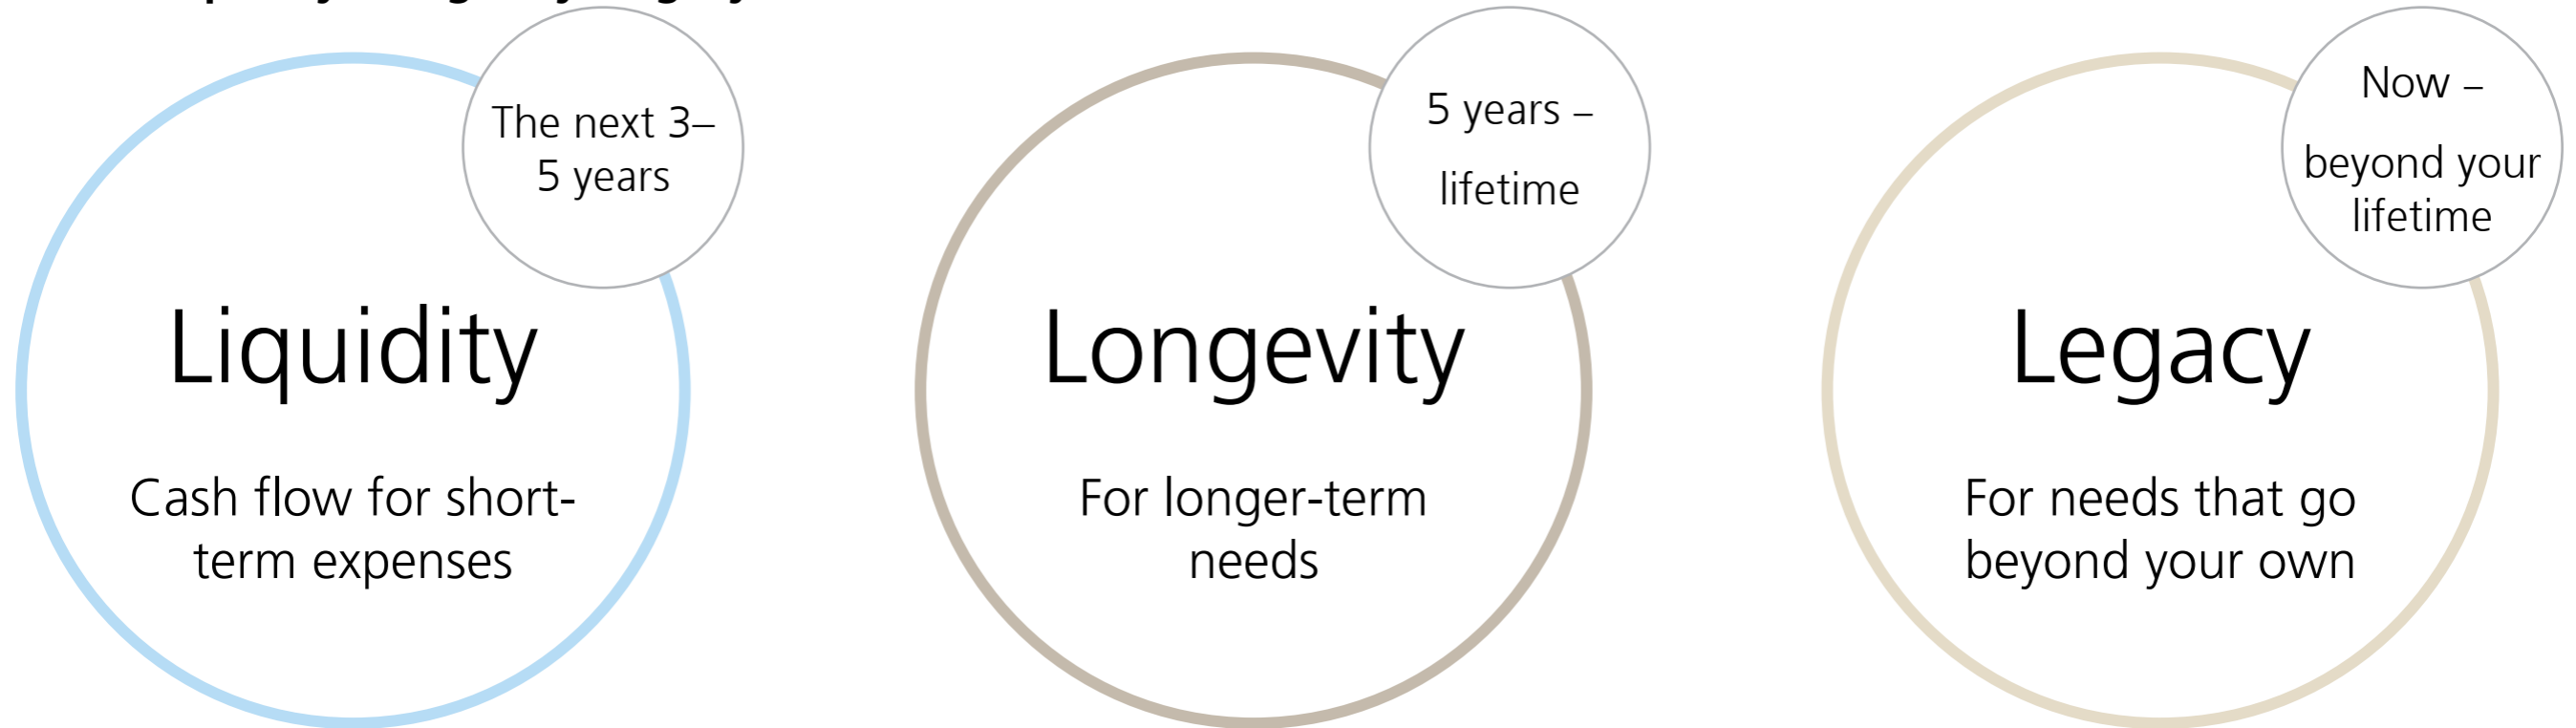 The next 3–
5 years
Liquidity
Cash flow for short-
term expenses
5 years –
lifetime
Longevity
For longer-term
needs
Now –
beyond your
lifetime
Legacy
For needs that go
beyond your own